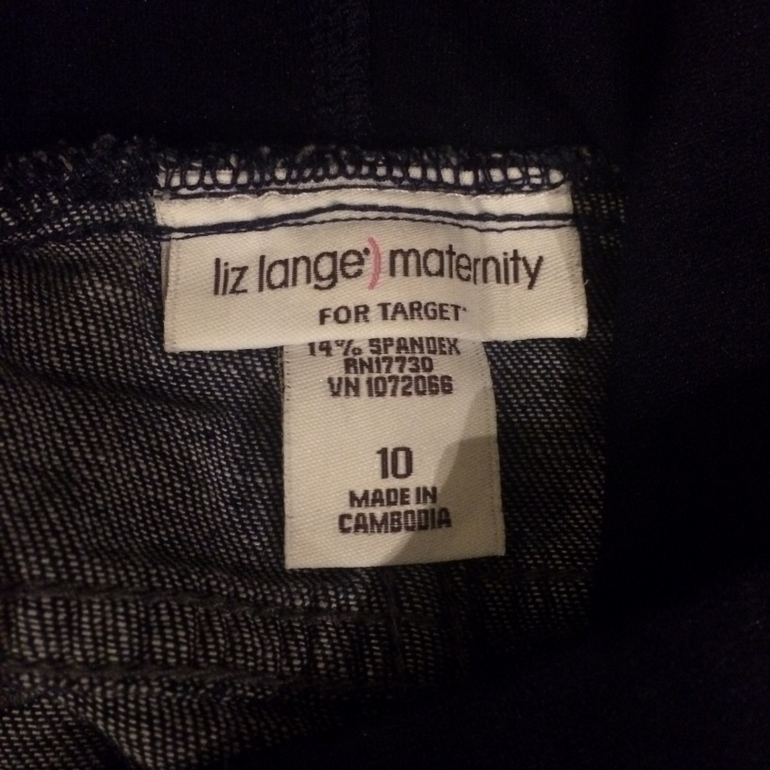 liz lange) maternity
FOR TARGET
14% SPANDEX
RN17730
VN 1072066
10
MADE IN
CAMBODIA